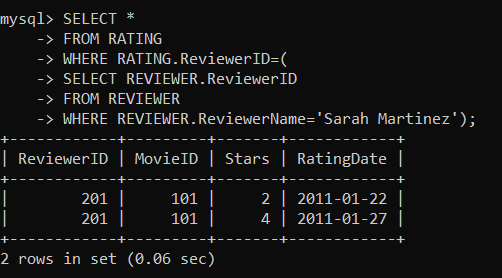 mysql> SELECT *
    -> FROM RATING
    -> WHERE RATING.ReviewerID=(
    -> SELECT REVIEWER.ReviewerID
    -> FROM REVIEWER
    -> WHERE REVIEWER.ReviewerName='Sarah Martinez');
+------------+---------+-------+------------+
| ReviewerID | MovieID | Stars | RatingDate |
+------------+---------+-------+------------+
|        201 |     101 |     2 | 2011-01-22 |
|        201 |     101 |     4 | 2011-01-27 |
+------------+---------+-------+------------+
2 rows in set (0.06 sec)